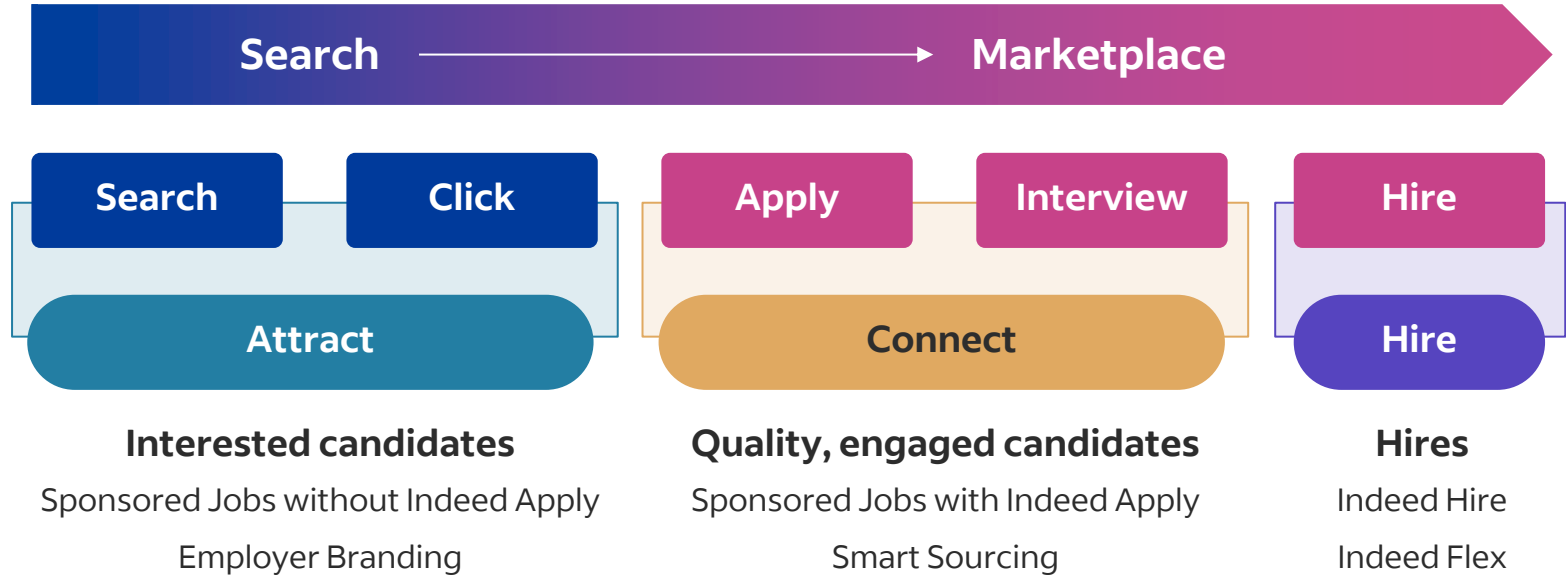 Search Marketplace
Search Click Apply Interview Hire
Attract Connect Hire
Interested candidates Quality, engaged candidates Hires
Sponsored Jobs without Indeed Apply Sponsored Jobs with Indeed Apply Indeed Hire
Employer Branding Smart Sourcing Indeed Flex